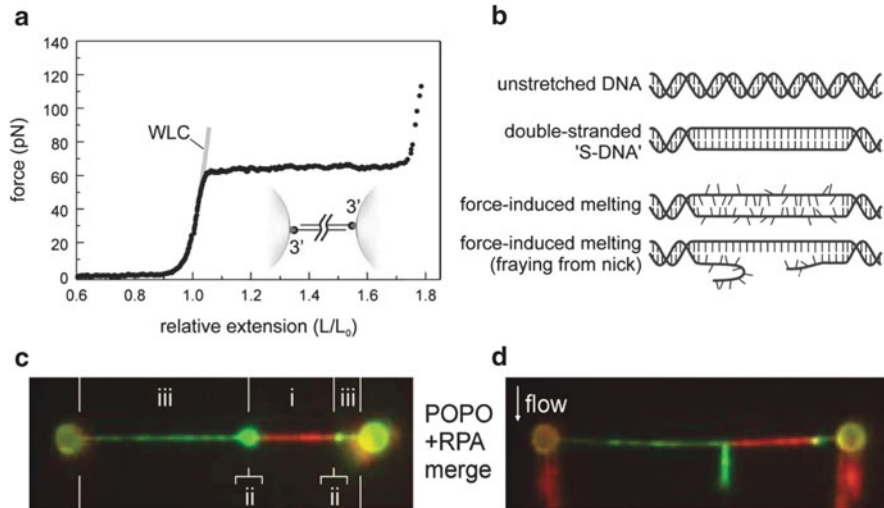 a
140
120
100
80
60
40
20
0
force (pN)
WLC
3'
3'
0.6 0.8 1.0 1.2 1.4 1.6 1.8
relative extension (L/L₀)
b
unstretched DNA
double-stranded
'S-DNA'
force-induced melting
force-induced melting
(fraying from nick)
c
iii
i
iii
ii
ii
POPO
+RPA
merge
d
flow